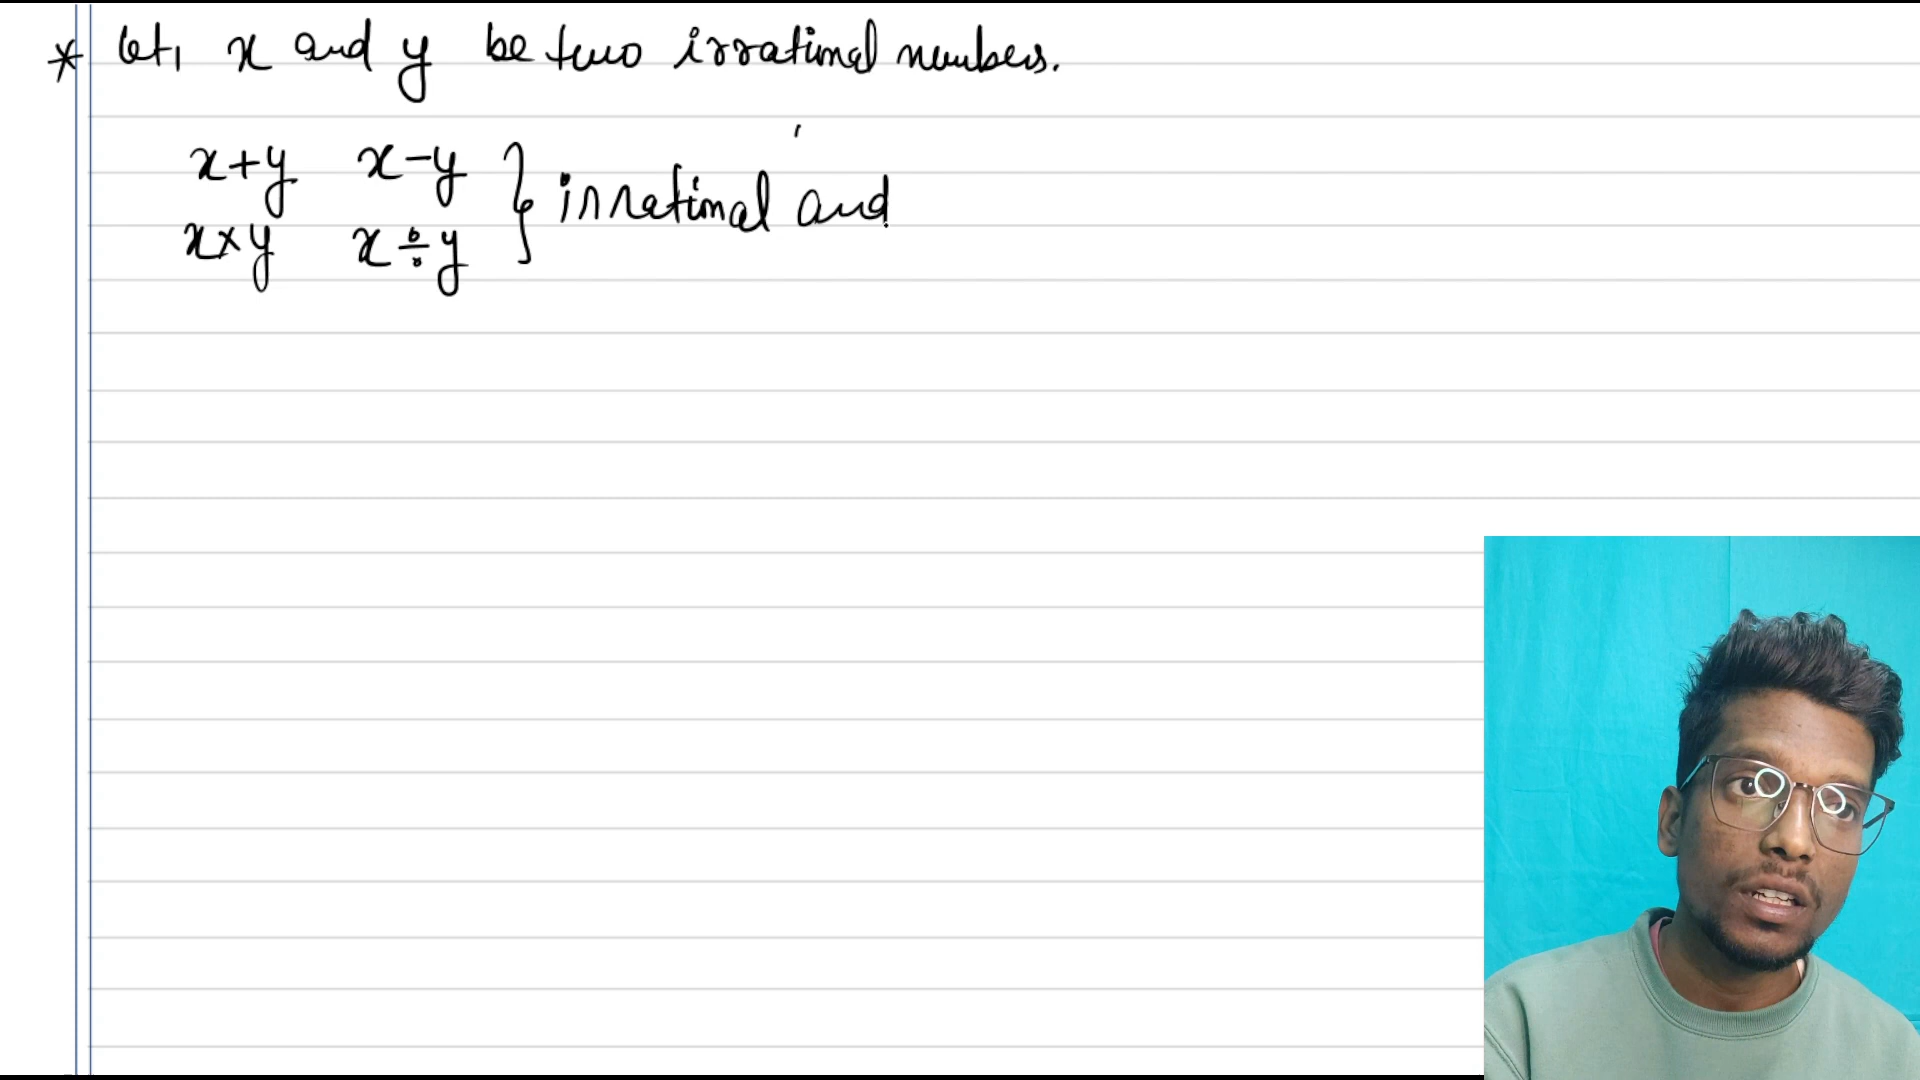 * Let, x and y be two irrational numbers.
x+y x-y
irrational and
x×y x÷y